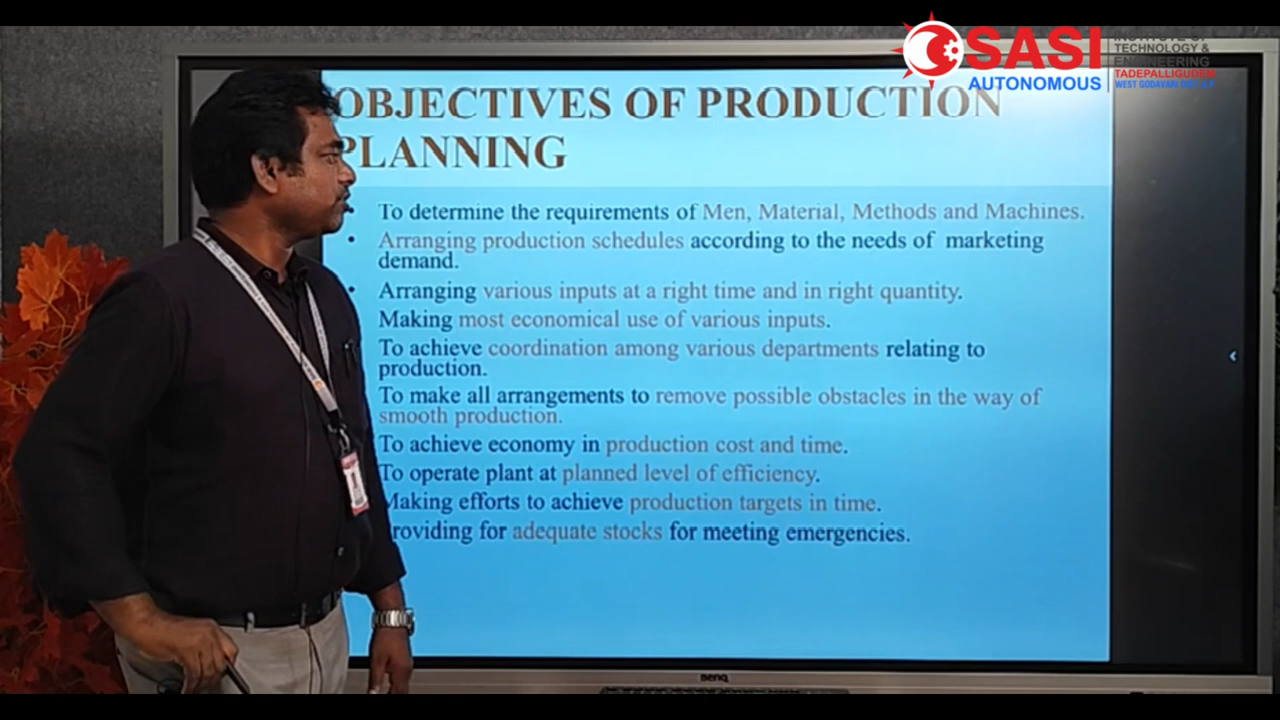 SASI
INSTITUTE OF
TECHNOLOGY &
ENGINEERING
TADEPALLIGUDEM
AUTONOMOUS
OBJECTIVES OF PRODUCTION
PLANNING
To determine the requirements of Men, Material, Methods and Machines.
• Arranging production schedules according to the needs of marketing
demand.
• Arranging various inputs at a right time and in right quantity.
Making most economical use of various inputs.
To achieve coordination among various departments relating to
production.
To make all arrangements to remove possible obstacles in the way of
smooth production.
To achieve economy in production cost and time.
To operate plant at planned level of efficiency.
Making efforts to achieve production targets in time.
roviding for adequate stocks for meeting emergencies.
BenQ